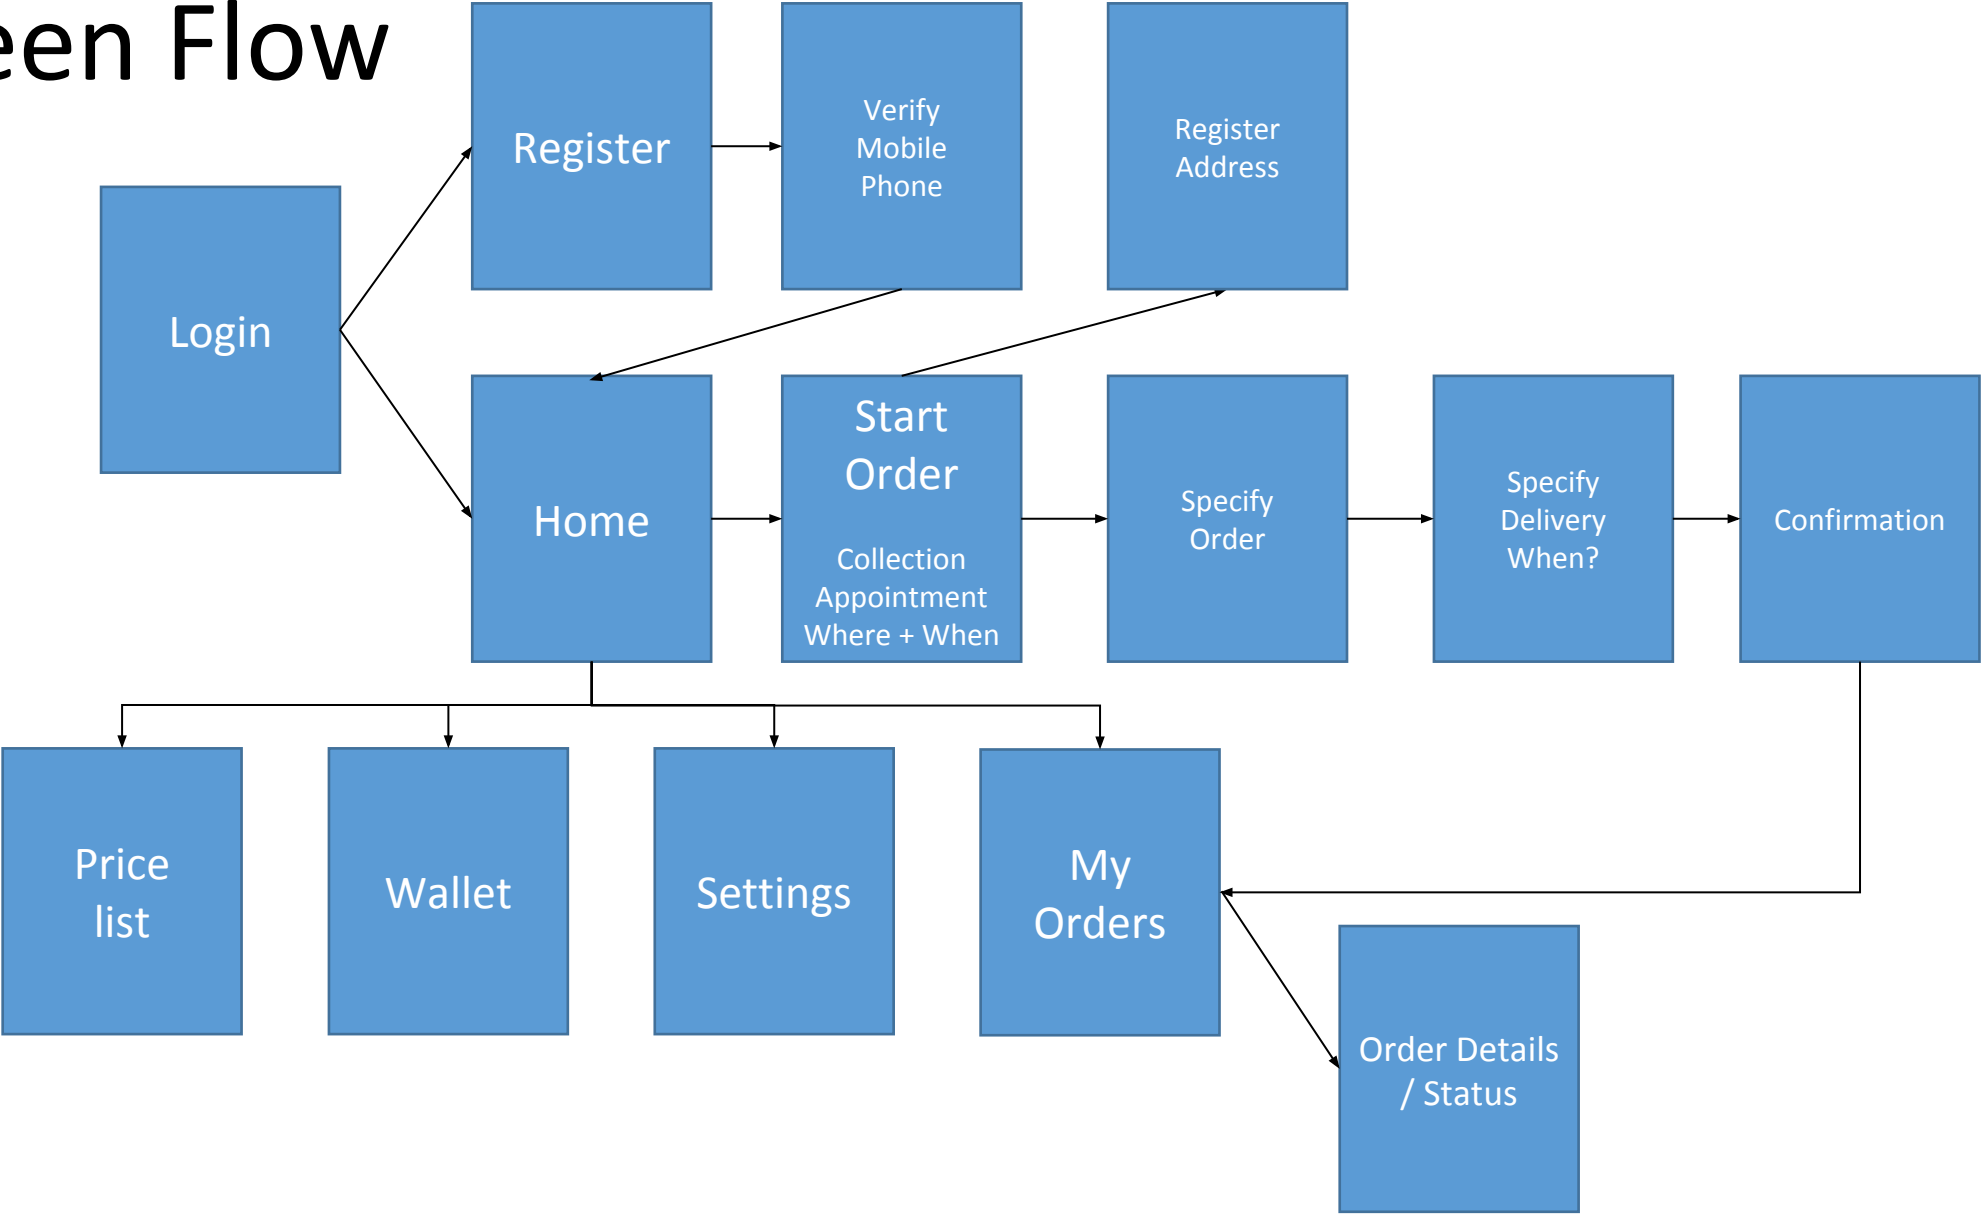 een Flow
Register
Verify
Mobile
Phone
Register
Address
Login
Home
Start
Order
Collection
Appointment
Where + When
Specify
Order
Specify
Delivery
When?
Confirmation
Price
list
Wallet
Settings
My
Orders
Order Details
/ Status